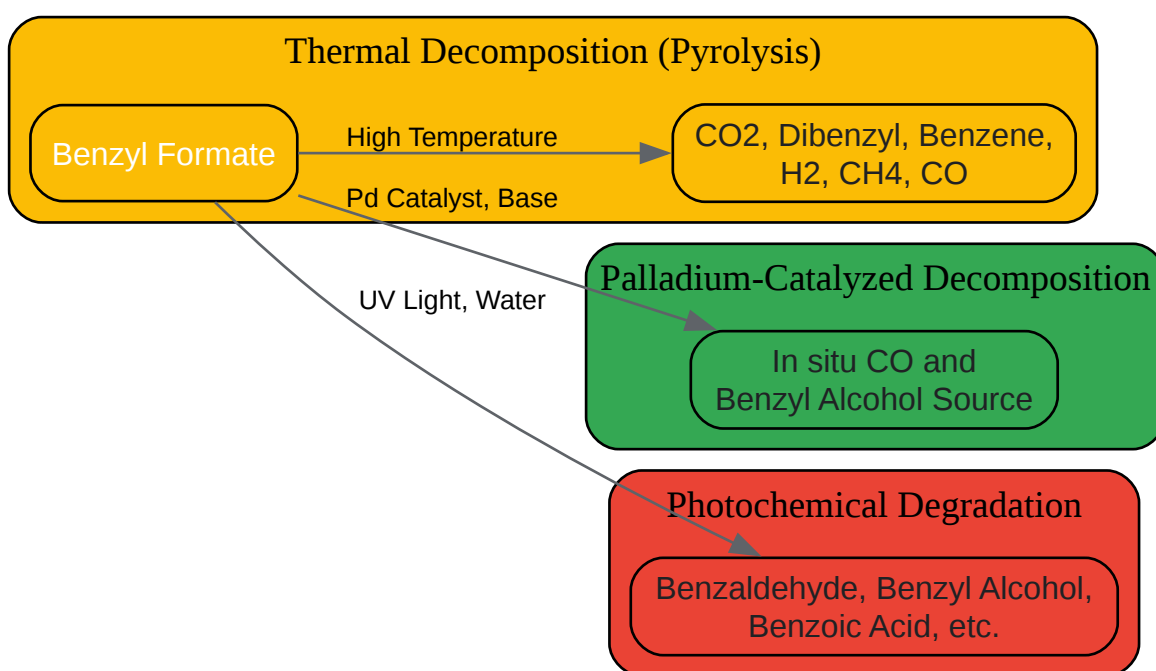 Thermal Decomposition (Pyrolysis)
Benzyl Formate
High Temperature
CO2, Dibenzyl, Benzene,
H2, CH4, CO
Pd Catalyst, Base
Palladium-Catalyzed Decomposition
UV Light, Water
In situ CO and
Benzyl Alcohol Source
Photochemical Degradation
Benzaldehyde, Benzyl Alcohol,
Benzoic Acid, etc.